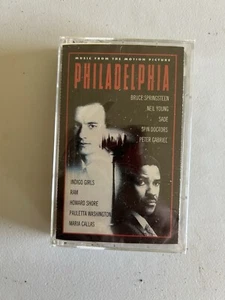 MUSIC FROM THE MOTION PICTURE
PHILADELPHIA
BRUCE SPRINGSTEEN
NEIL YOUNG
SADE
SPIN DOCTORS
PETER GABRIEL
INDIGO GIRLS
RAM
HOWARD SHORE
PAULETTA WASHINGTON
MARIA CALLAS